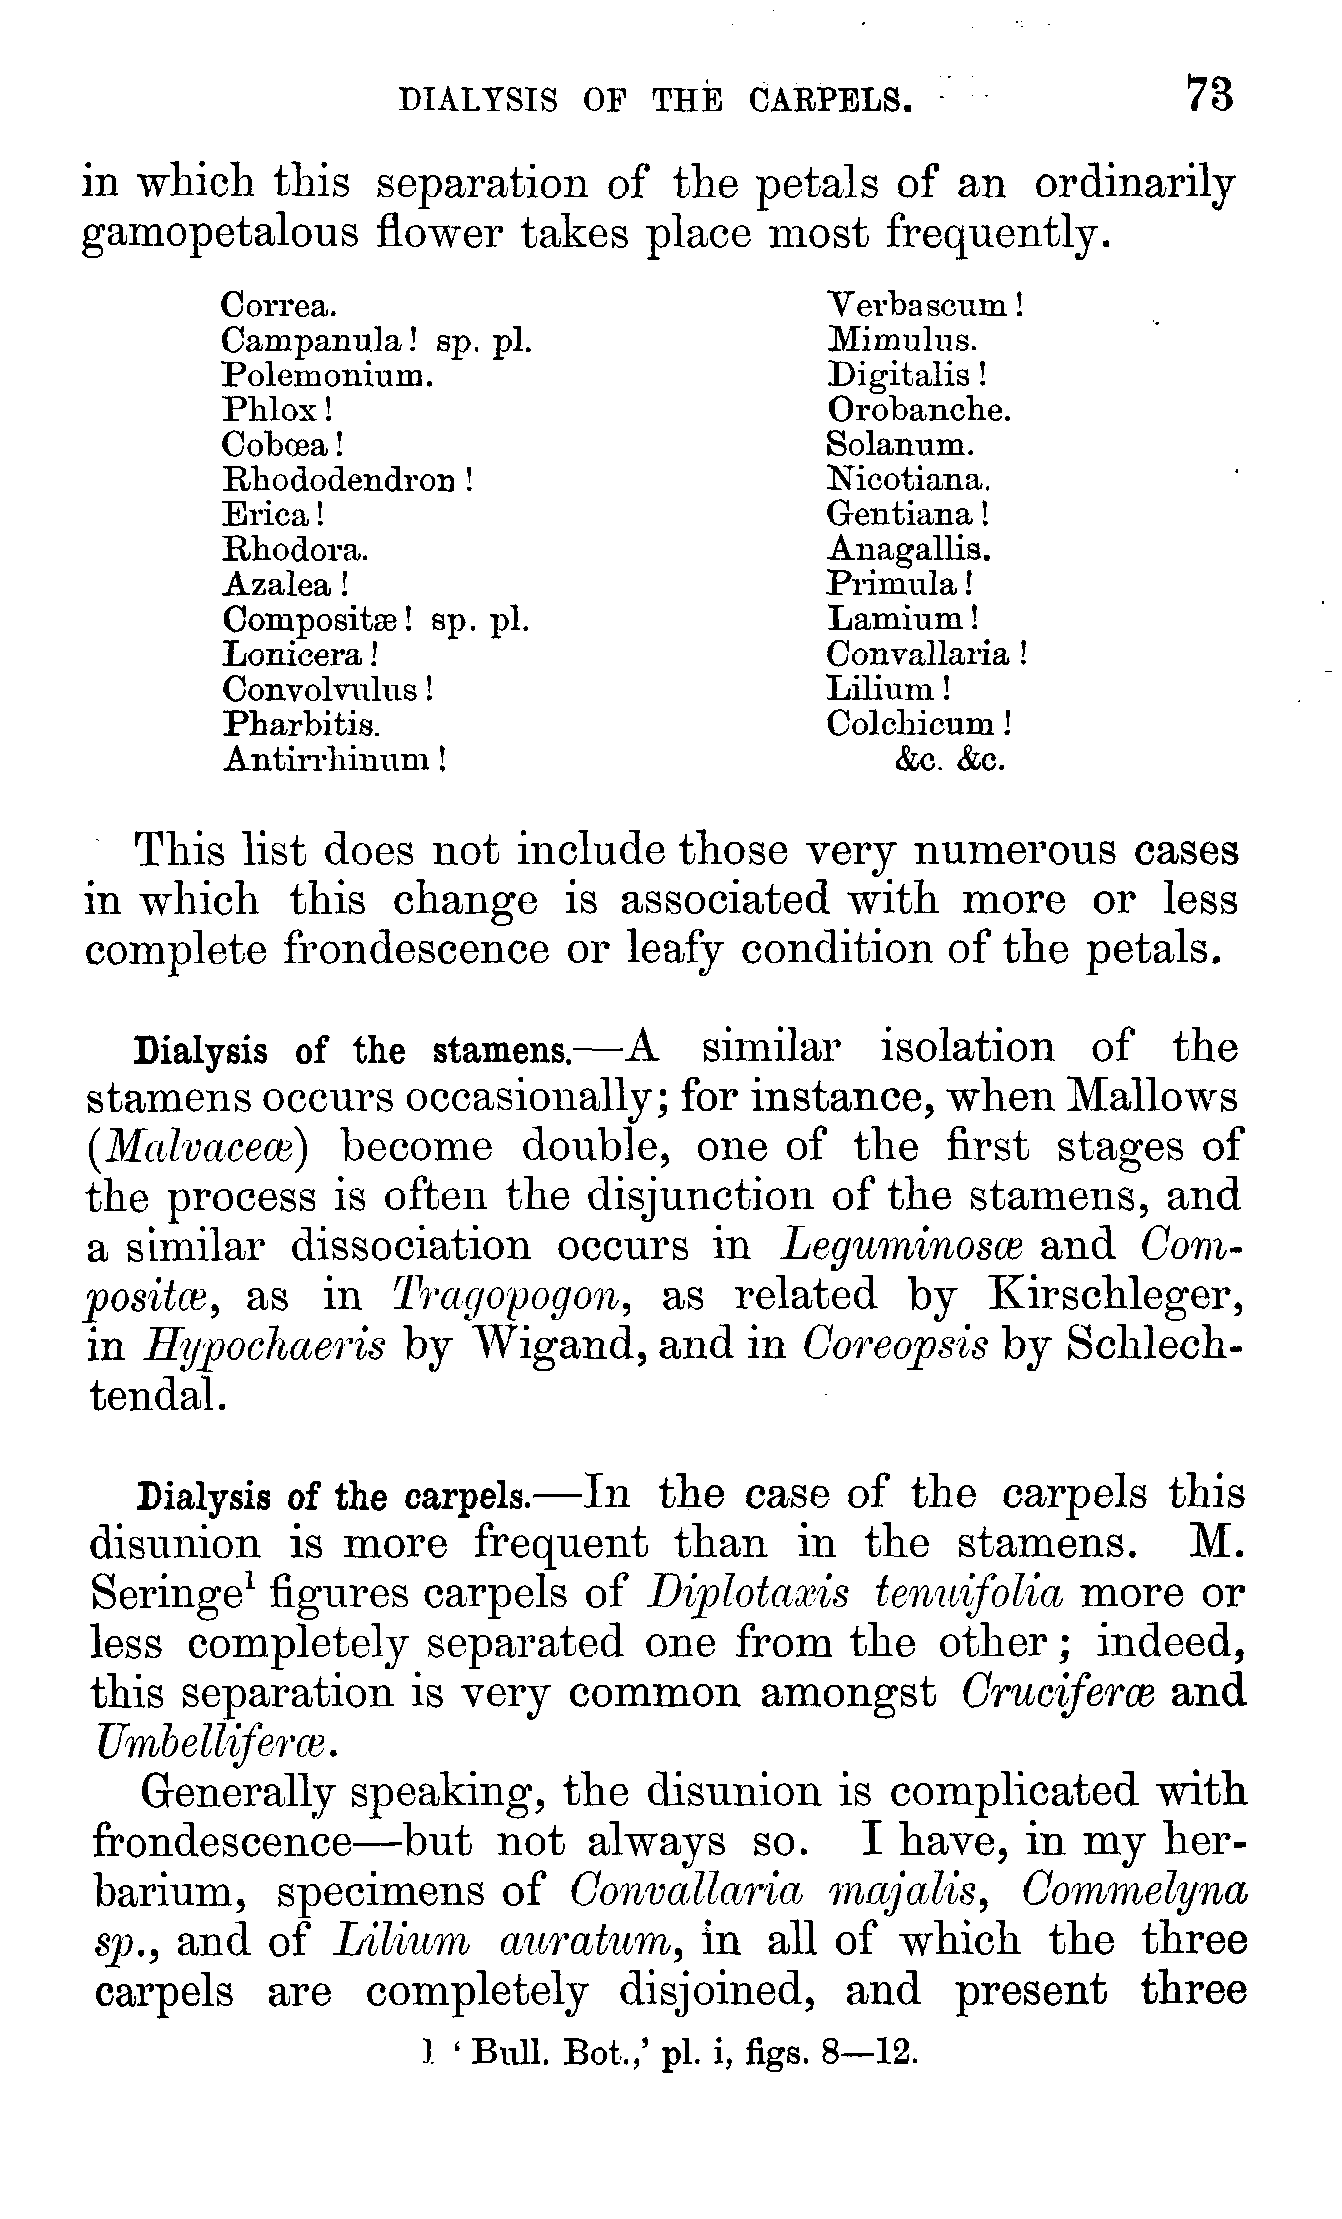 DIALYSIS OF THE CARPELS. 73
in which this separation of the petals of an ordinarily
gamopetalous flower takes place most frequently.
Correa.
Campanula! sp. pl.
Polemonium.
Phlox!
Cobœa!
Rhododendron!
Erica!
Rhodora.
Azalea!
Compositæ! sp. pl.
Lonicera!
Convolvulus!
Pharbitis.
Antirrhinum!
Verbascum!
Mimulus.
Digitalis!
Orobanche.
Solanum.
Nicotiana.
Gentiana!
Anagallis.
Primula!
Lamium!
Convallaria!
Lilium!
Colchicum!
&c. &c.
This list does not include those very numerous cases
in which this change is associated with more or less
complete frondescence or leafy condition of the petals.
Dialysis of the stamens.—A similar isolation of the
stamens occurs occasionally; for instance, when Mallows
(Malvaceæ) become double, one of the first stages of
the process is often the disjunction of the stamens, and
a similar dissociation occurs in Leguminosæ and Com-
positæ, as in Tragopogon, as related by Kirschleger,
in Hypochaeris by Wigand, and in Coreopsis by Schlech-
tendal.
Dialysis of the carpels.—In the case of the carpels this
disunion is more frequent than in the stamens. M.
Seringe¹ figures carpels of Diplotaxis tenuifolia more or
less completely separated one from the other; indeed,
this separation is very common amongst Cruciferæ and
Umbelliferæ.
Generally speaking, the disunion is complicated with
frondescence—but not always so. I have, in my her-
barium, specimens of Convallaria majalis, Commelyna
sp., and of Lilium auratum, in all of which the three
carpels are completely disjoined, and present three
1 ‘Bull. Bot.,’ pl. i, figs. 8—12.